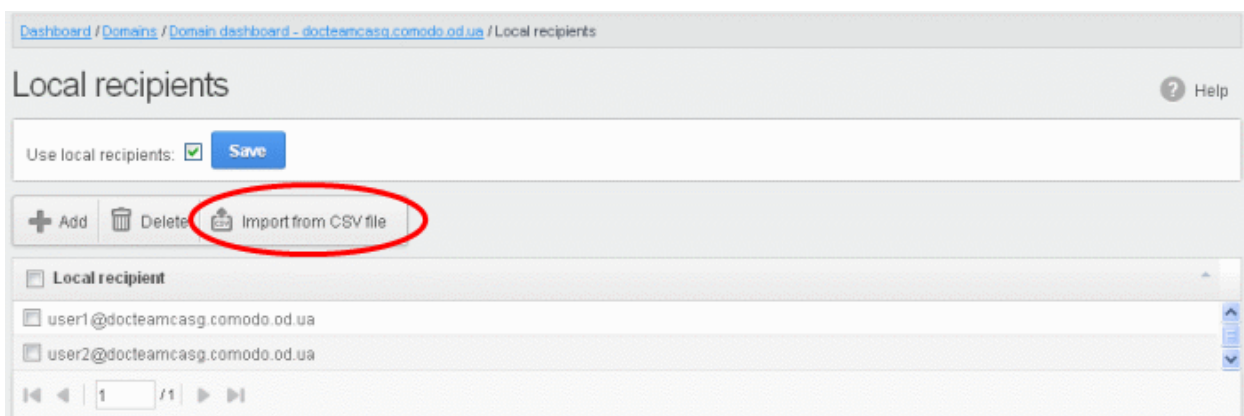 Dashboard / Domains / Domain dashboard - docteamcasg.comodo.od.ua / Local recipients
Local recipients
Help
Use local recipients: Save
Add Delete Import from CSV file
Local recipient
user1@docteamcasg.comodo.od.ua
user2@docteamcasg.comodo.od.ua
1 /1